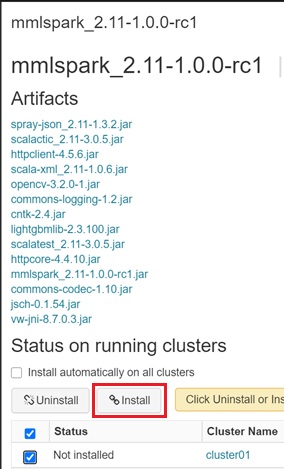 mmlspark_2.11-1.0.0-rc1
mmlspark_2.11-1.0.0-rc1
Artifacts
spray-json_2.11-1.3.2.jar
scalactic_2.11-3.0.5.jar
httpclient-4.5.6.jar
scala-xml_2.11-1.0.6.jar
opencv-3.2.0-1.jar
commons-logging-1.2.jar
cntk-2.4.jar
lightgbmlib-2.3.100.jar
scalatest_2.11-3.0.5.jar
httpcore-4.4.10.jar
mmlspark_2.11-1.0.0-rc1.jar
commons-codec-1.10.jar
jsch-0.1.54.jar
vw-jni-8.7.0.3.jar
Status on running clusters
Install automatically on all clusters
Uninstall Install Click Uninstall or Ins
Status Cluster Name
Not installed cluster01